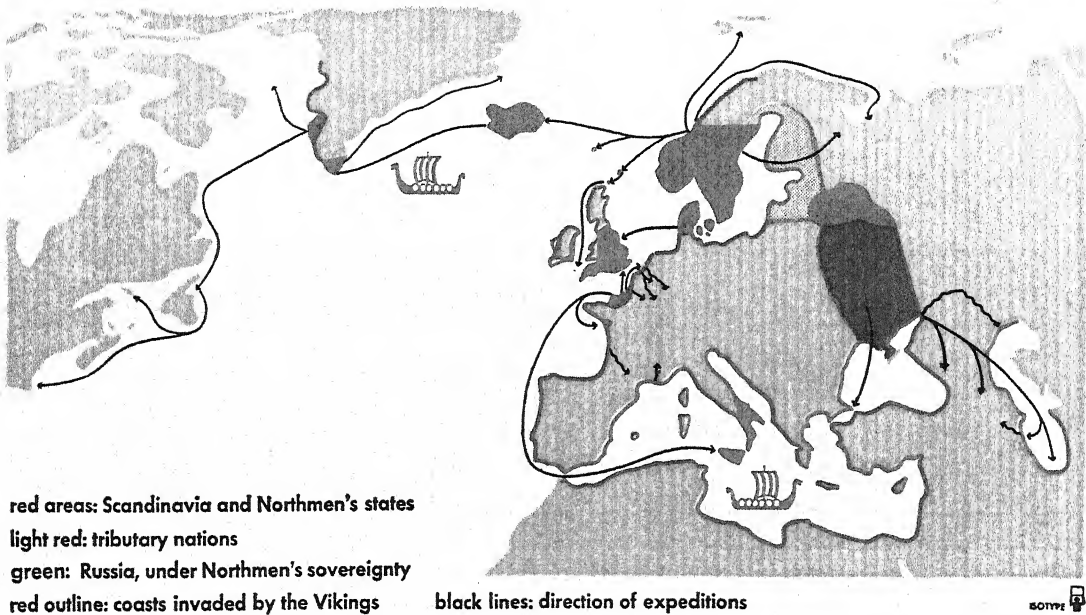 red areas: Scandinavia and Northmen's states
light red: tributary nations
green: Russia, under Northmen's sovereignty
red outline: coasts invaded by the Vikings
black lines: direction of expeditions
ISOTYPE